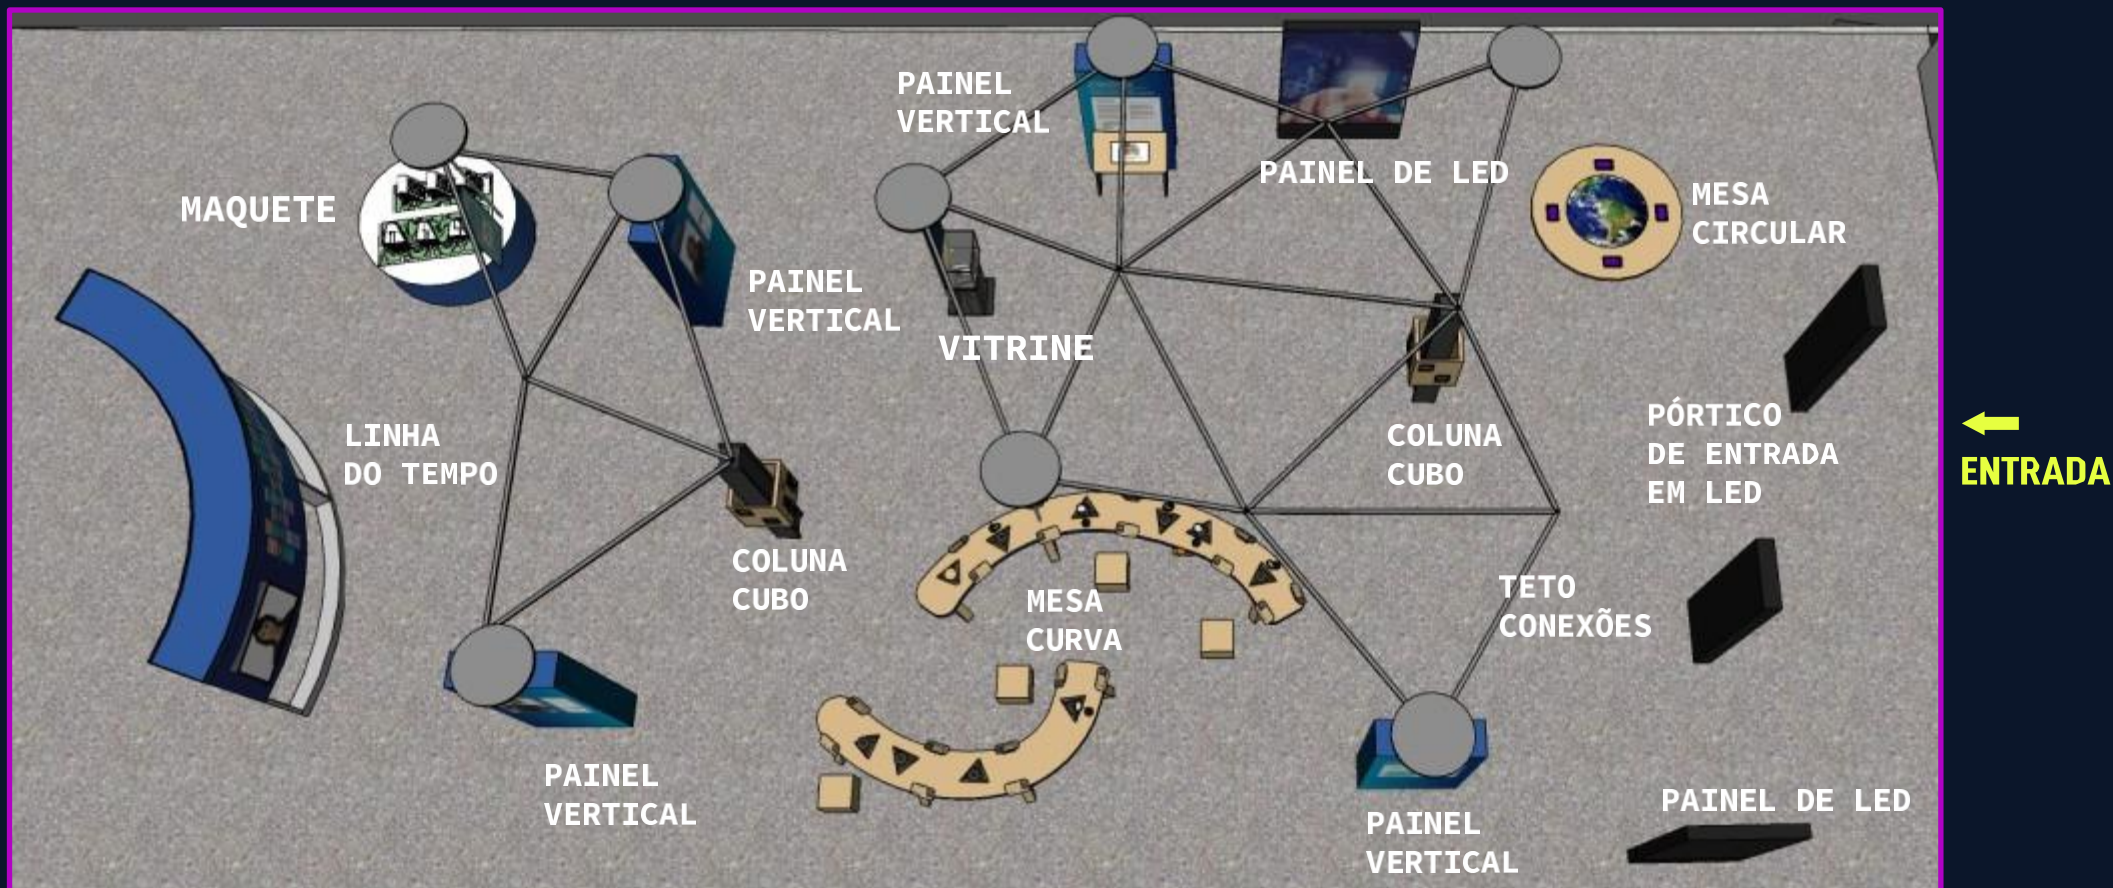 PAINEL
VERTICAL
PAINEL DE LED
MAQUETE
MESA
CIRCULAR
PAINEL
VERTICAL
VITRINE
LINHA
DO TEMPO
COLUNA
CUBO
PÓRTICO
DE ENTRADA
EM LED
ENTRADA
COLUNA
CUBO
MESA
CURVA
TETO
CONEXÕES
PAINEL
VERTICAL
PAINEL DE LED
PAINEL
VERTICAL